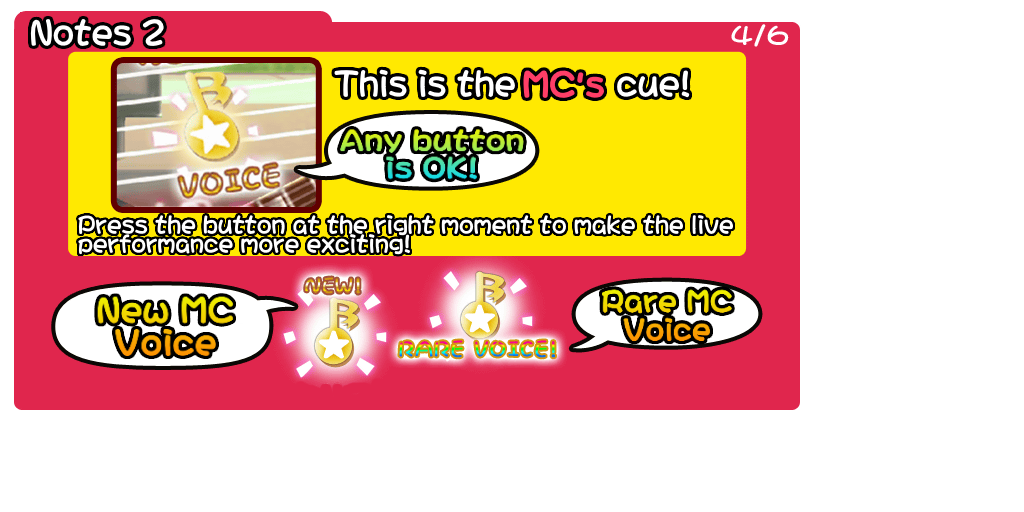 Notes 2
4/6
This is the MC's cue!
Any button
is OK!
VOICE
Press the button at the right moment to make the live
performance more exciting!
New MC
Voice
NEW!
RARE VOICE!
Rare MC
Voice